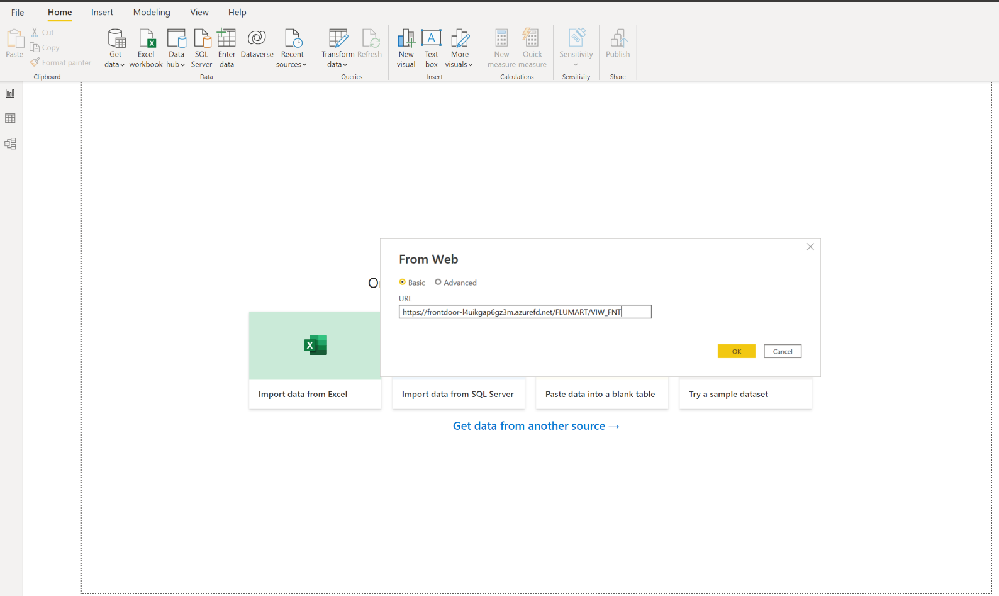 File Home Insert Modeling View Help
Paste
Cut
Copy
Format painter
Clipboard
Get data
Excel workbook
Data hub
SQL Server
Enter data
Dataverse
Recent sources
Data
Transform data
Refresh
Queries
New visual
Text box
More visuals
Insert
New measure
Quick measure
Calculations
Sensitivity
Sensitivity
Publish
Share
From Web
Basic Advanced
URL
https://frontdoor-l4uikgap6gz3m.azurefd.net/FLUMART/VIW_FNT
OK Cancel
Import data from Excel
Import data from SQL Server
Paste data into a blank table
Try a sample dataset
Get data from another source →